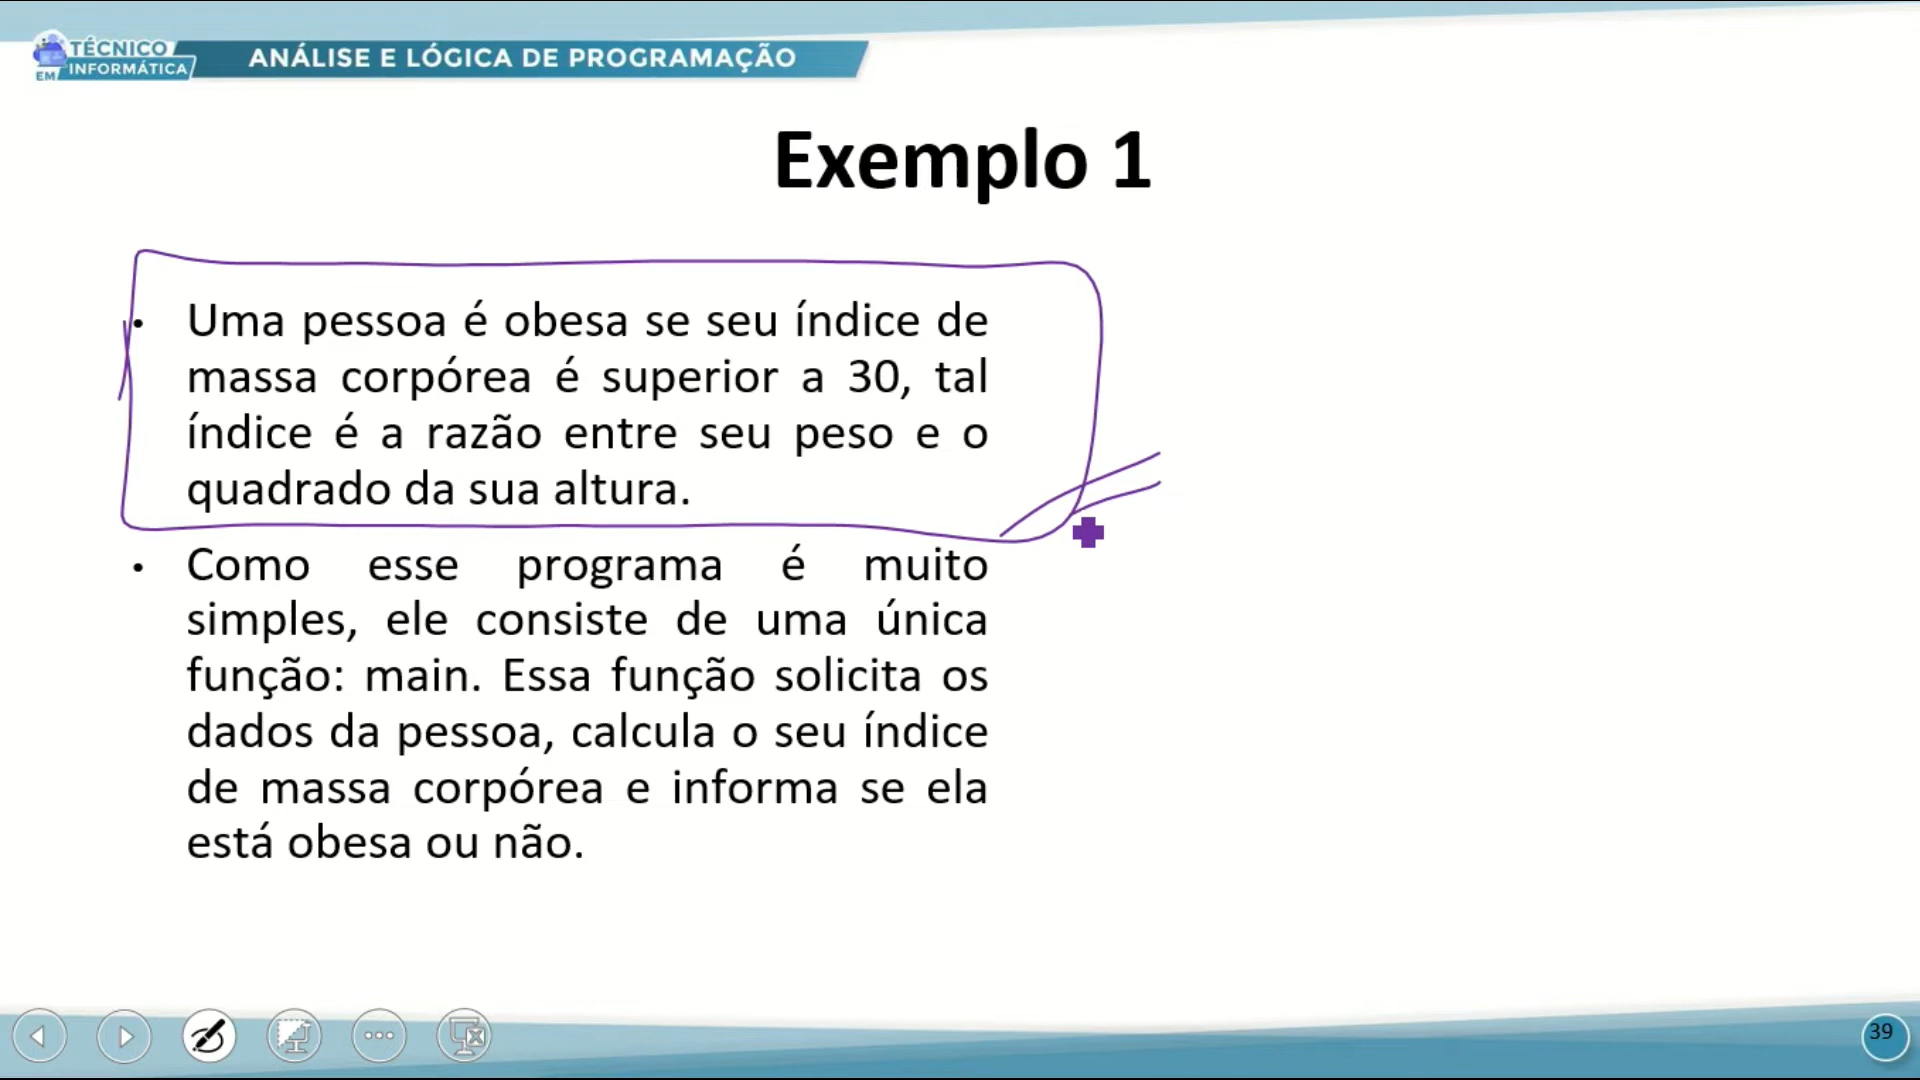 TÉCNICO
EM INFORMÁTICA
ANÁLISE E LÓGICA DE PROGRAMAÇÃO
Exemplo 1
• Uma pessoa é obesa se seu índice de
massa corpórea é superior a 30, tal
índice é a razão entre seu peso e o
quadrado da sua altura.
• Como esse programa é muito
simples, ele consiste de uma única
função: main. Essa função solicita os
dados da pessoa, calcula o seu índice
de massa corpórea e informa se ela
está obesa ou não.
39